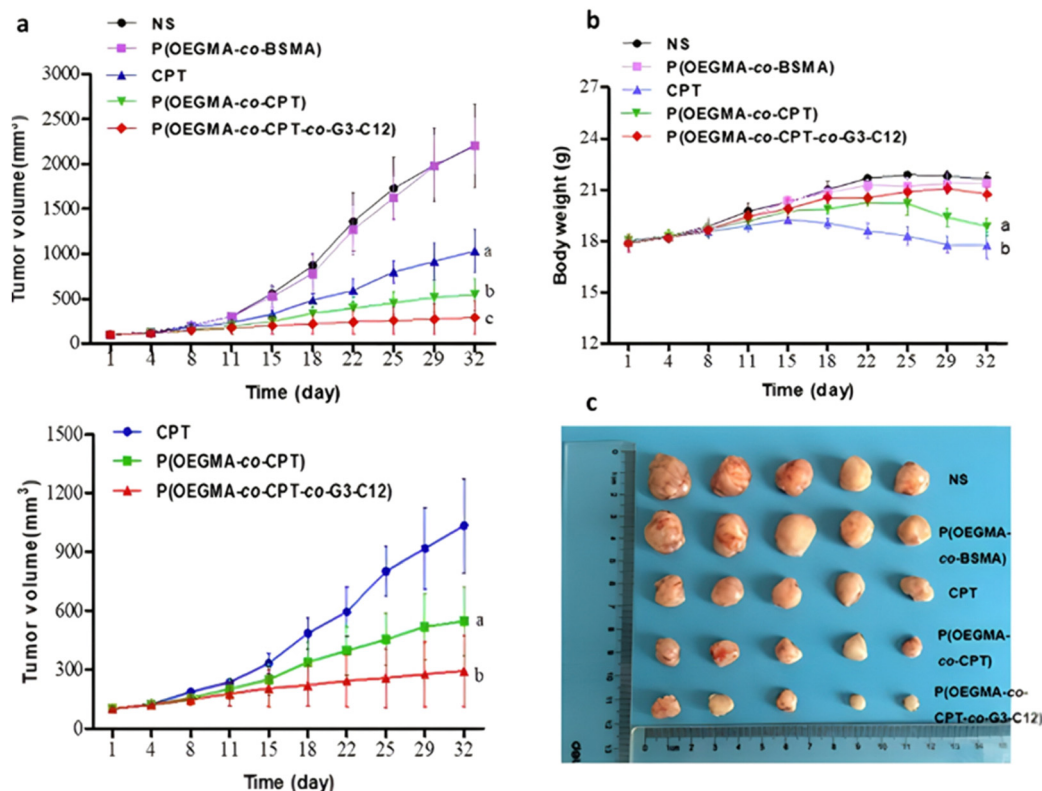 a
NS
P(OEGMA-co-BSMA)
CPT
P(OEGMA-co-CPT)
P(OEGMA-co-CPT-co-G3-C12)
Tumor volume(mm³)
3000
2500
2000
1500
1000
500
0
a
b
c
1 4 8 11 15 18 22 25 29 32
Time (day)
b
NS
P(OEGMA-co-BSMA)
CPT
P(OEGMA-co-CPT)
P(OEGMA-co-CPT-co-G3-C12)
Body weight (g)
27
24
21
18
15
12
a
b
1 4 8 11 15 18 22 25 29 32
Time (day)
CPT
P(OEGMA-co-CPT)
P(OEGMA-co-CPT-co-G3-C12)
Tumor volume(mm³)
1500
1200
900
600
300
0
a
b
1 4 8 11 15 18 22 25 29 32
Time (day)
c
NS
P(OEGMA-
co-BSMA)
CPT
P(OEGMA-
co-CPT)
P(OEGMA-co-
CPT-co-G3-C12)